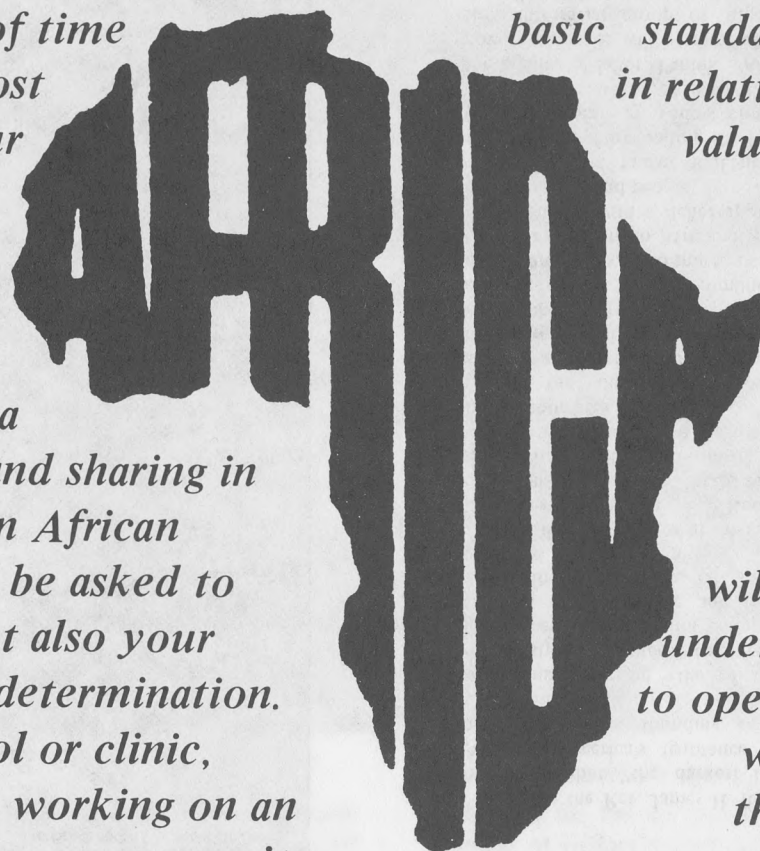 of time
ost
ur
AFRICA
a
and sharing in
n African
be asked to
t also your
determination.
ol or clinic,
working on an
basic standa
in relati
valu
wil
under
to ope
w
th